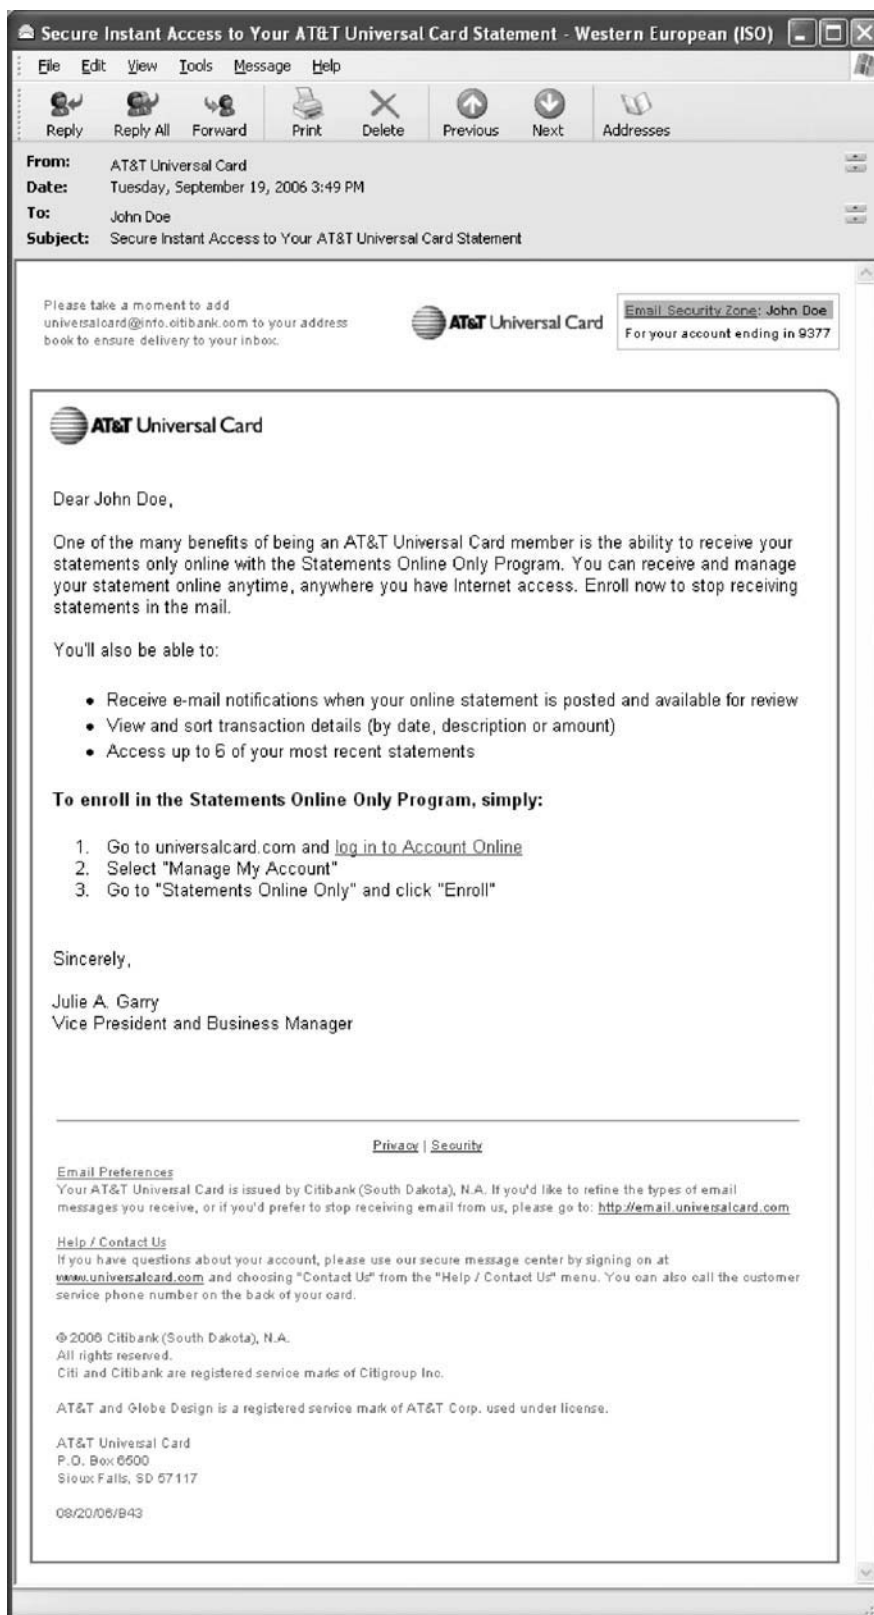 Secure Instant Access to Your AT&T Universal Card Statement - Western European (ISO)
File Edit View Tools Message Help
Reply Reply All Forward Print Delete Previous Next Addresses
From: AT&T Universal Card
Date: Tuesday, September 19, 2006 3:49 PM
To: John Doe
Subject: Secure Instant Access to Your AT&T Universal Card Statement
Please take a moment to add
universalcard@info.citibank.com to your address
book to ensure delivery to your inbox.
AT&T Universal Card
Email Security Zone: John Doe
For your account ending in 9377
AT&T Universal Card
Dear John Doe,
One of the many benefits of being an AT&T Universal Card member is the ability to receive your
statements only online with the Statements Online Only Program. You can receive and manage
your statement online anytime, anywhere you have Internet access. Enroll now to stop receiving
statements in the mail.
You'll also be able to:
• Receive e-mail notifications when your online statement is posted and available for review
• View and sort transaction details (by date, description or amount)
• Access up to 6 of your most recent statements
To enroll in the Statements Online Only Program, simply:
1. Go to universalcard.com and log in to Account Online
2. Select "Manage My Account"
3. Go to "Statements Online Only" and click "Enroll"
Sincerely,
Julie A. Garry
Vice President and Business Manager
Privacy | Security
Email Preferences
Your AT&T Universal Card is issued by Citibank (South Dakota), N.A. If you'd like to refine the types of email
messages you receive, or if you'd prefer to stop receiving email from us, please go to: http://email.universalcard.com
Help / Contact Us
If you have questions about your account, please use our secure message center by signing on at
www.universalcard.com and choosing "Contact Us" from the "Help / Contact Us" menu. You can also call the customer
service phone number on the back of your card.
© 2006 Citibank (South Dakota), N.A.
All rights reserved.
Citi and Citibank are registered service marks of Citigroup Inc.
AT&T and Globe Design is a registered service mark of AT&T Corp. used under license.
AT&T Universal Card
P.O. Box 6500
Sioux Falls, SD 57117
08/20/06/B43